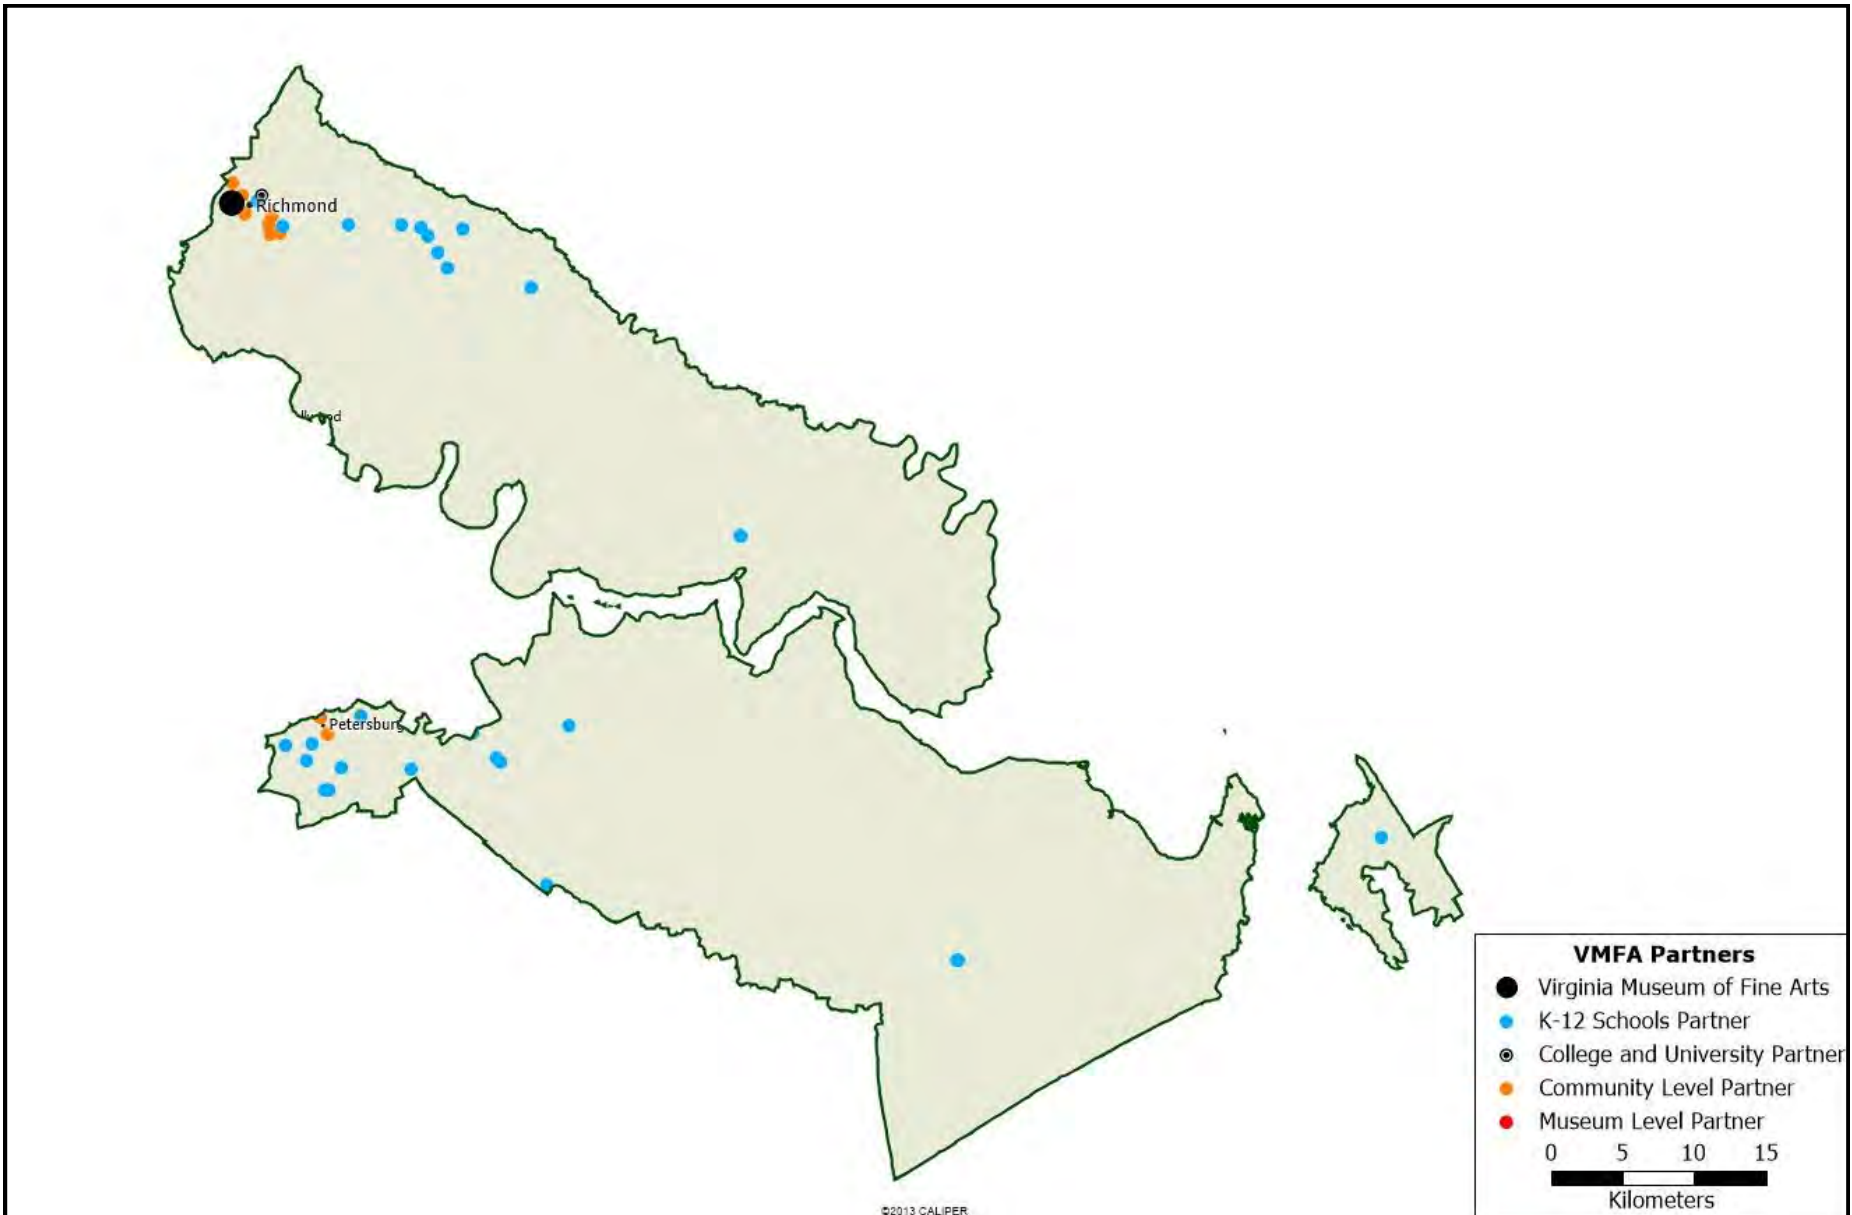 Richmond
Petersburg
VMFA Partners
Virginia Museum of Fine Arts
K-12 Schools Partner
College and University Partner
Community Level Partner
Museum Level Partner
0 5 10 15
Kilometers
©2013 CALIPER